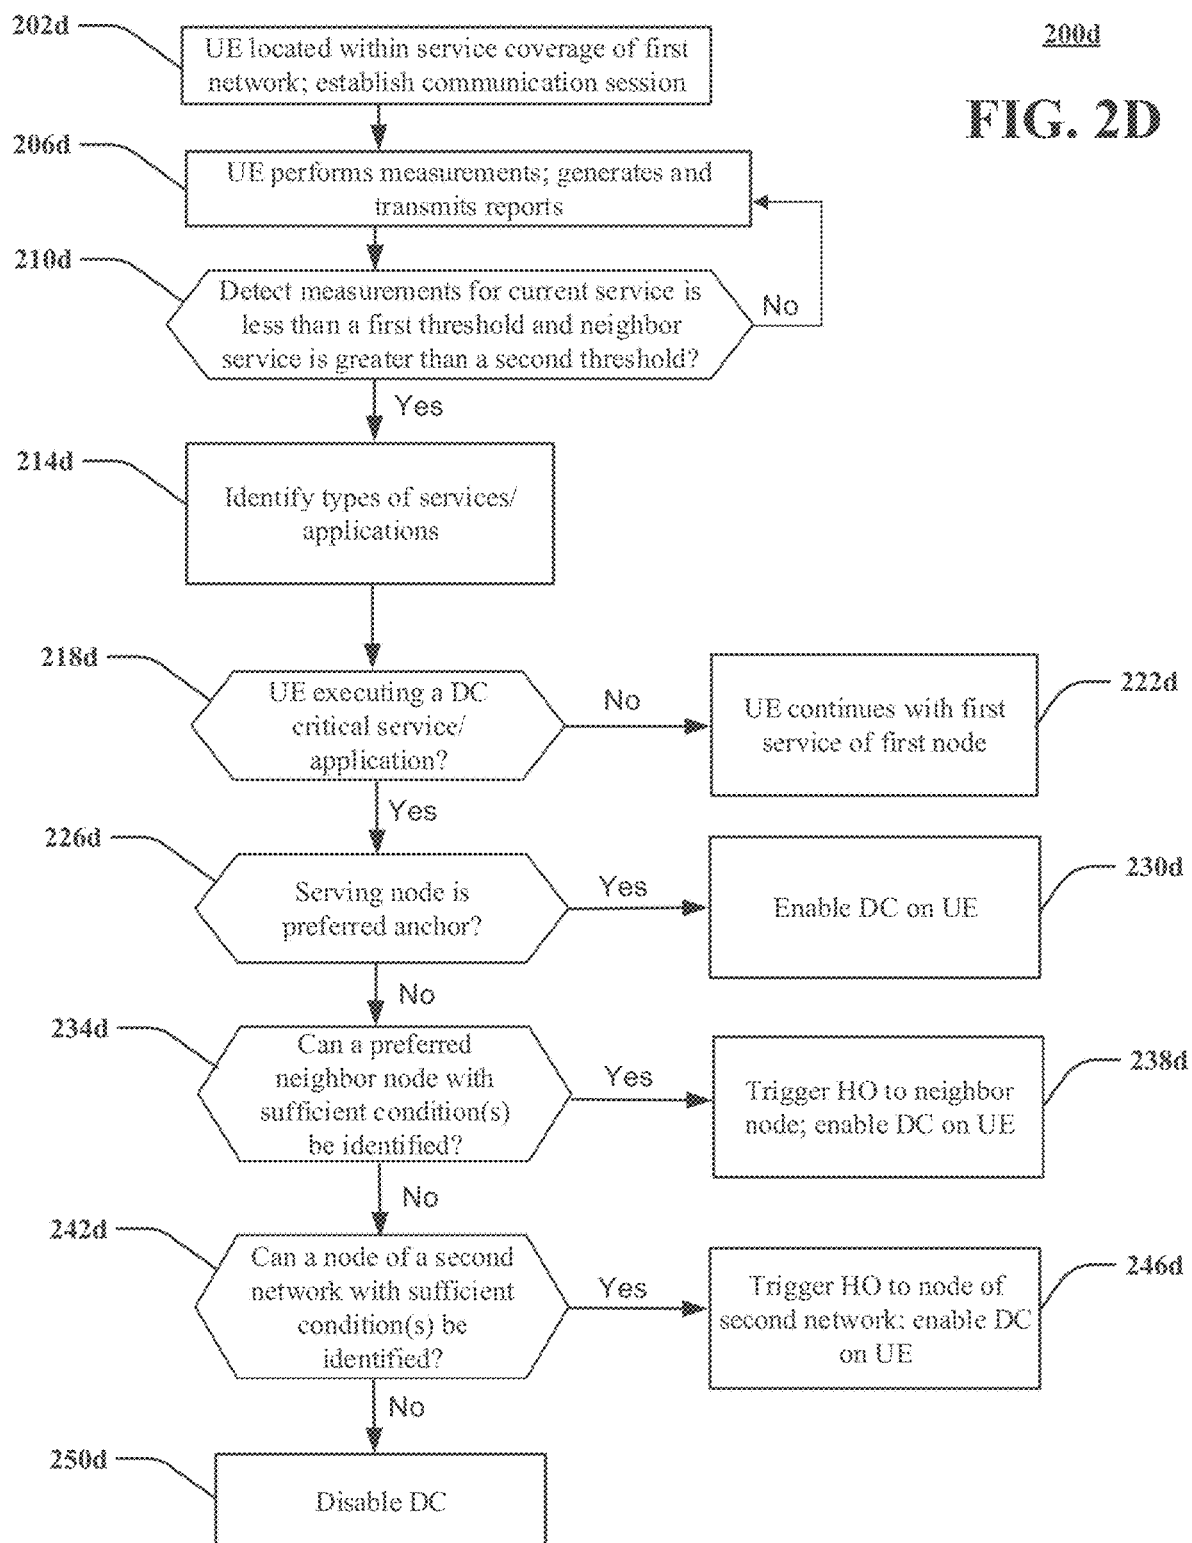 202d
UE located within service coverage of first
network; establish communication session
200d
FIG. 2D
206d
UE performs measurements; generates and
transmits reports
210d
Detect measurements for current service is
less than a first threshold and neighbor
service is greater than a second threshold?
No
Yes
214d
Identify types of services/
applications
218d
UE executing a DC
critical service/
application?
No
UE continues with first
service of first node
222d
Yes
226d
Serving node is
preferred anchor?
Yes
Enable DC on UE
230d
No
234d
Can a preferred
neighbor node with
sufficient condition(s)
be identified?
Yes
Trigger HO to neighbor
node; enable DC on UE
238d
No
242d
Can a node of a second
network with sufficient
condition(s) be
identified?
Yes
Trigger HO to node of
second network; enable DC
on UE
246d
No
250d
Disable DC